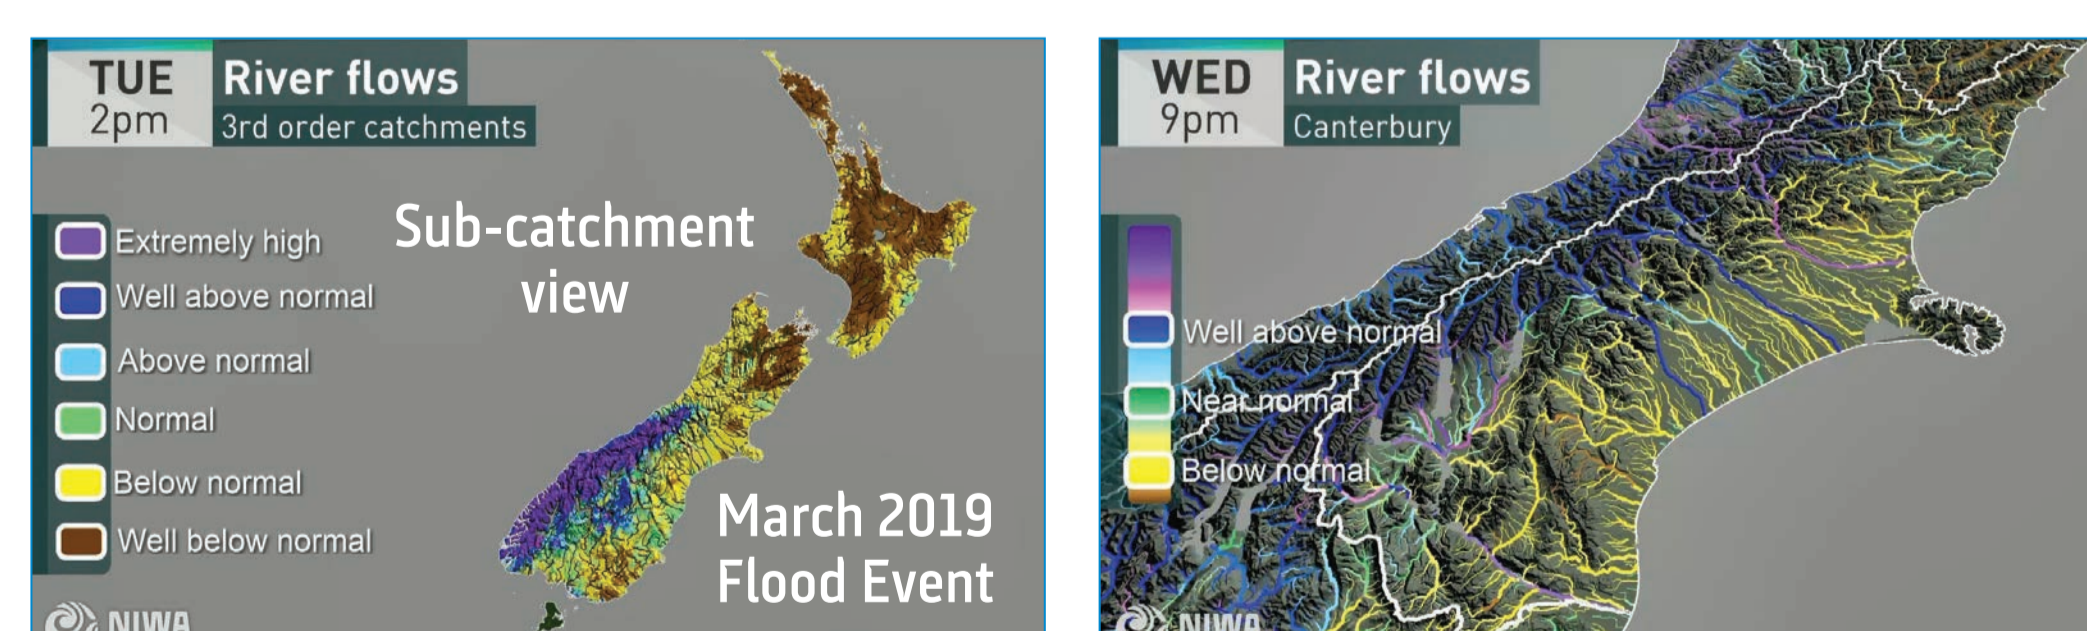 TUE
2pm
River flows
3rd order catchments
Sub-catchment
view
Extremely high
Well above normal
Above normal
Normal
Below normal
Well below normal
March 2019
Flood Event
NIWA
WED
9pm
River flows
Canterbury
Well above normal
Near normal
Below normal
NIWA